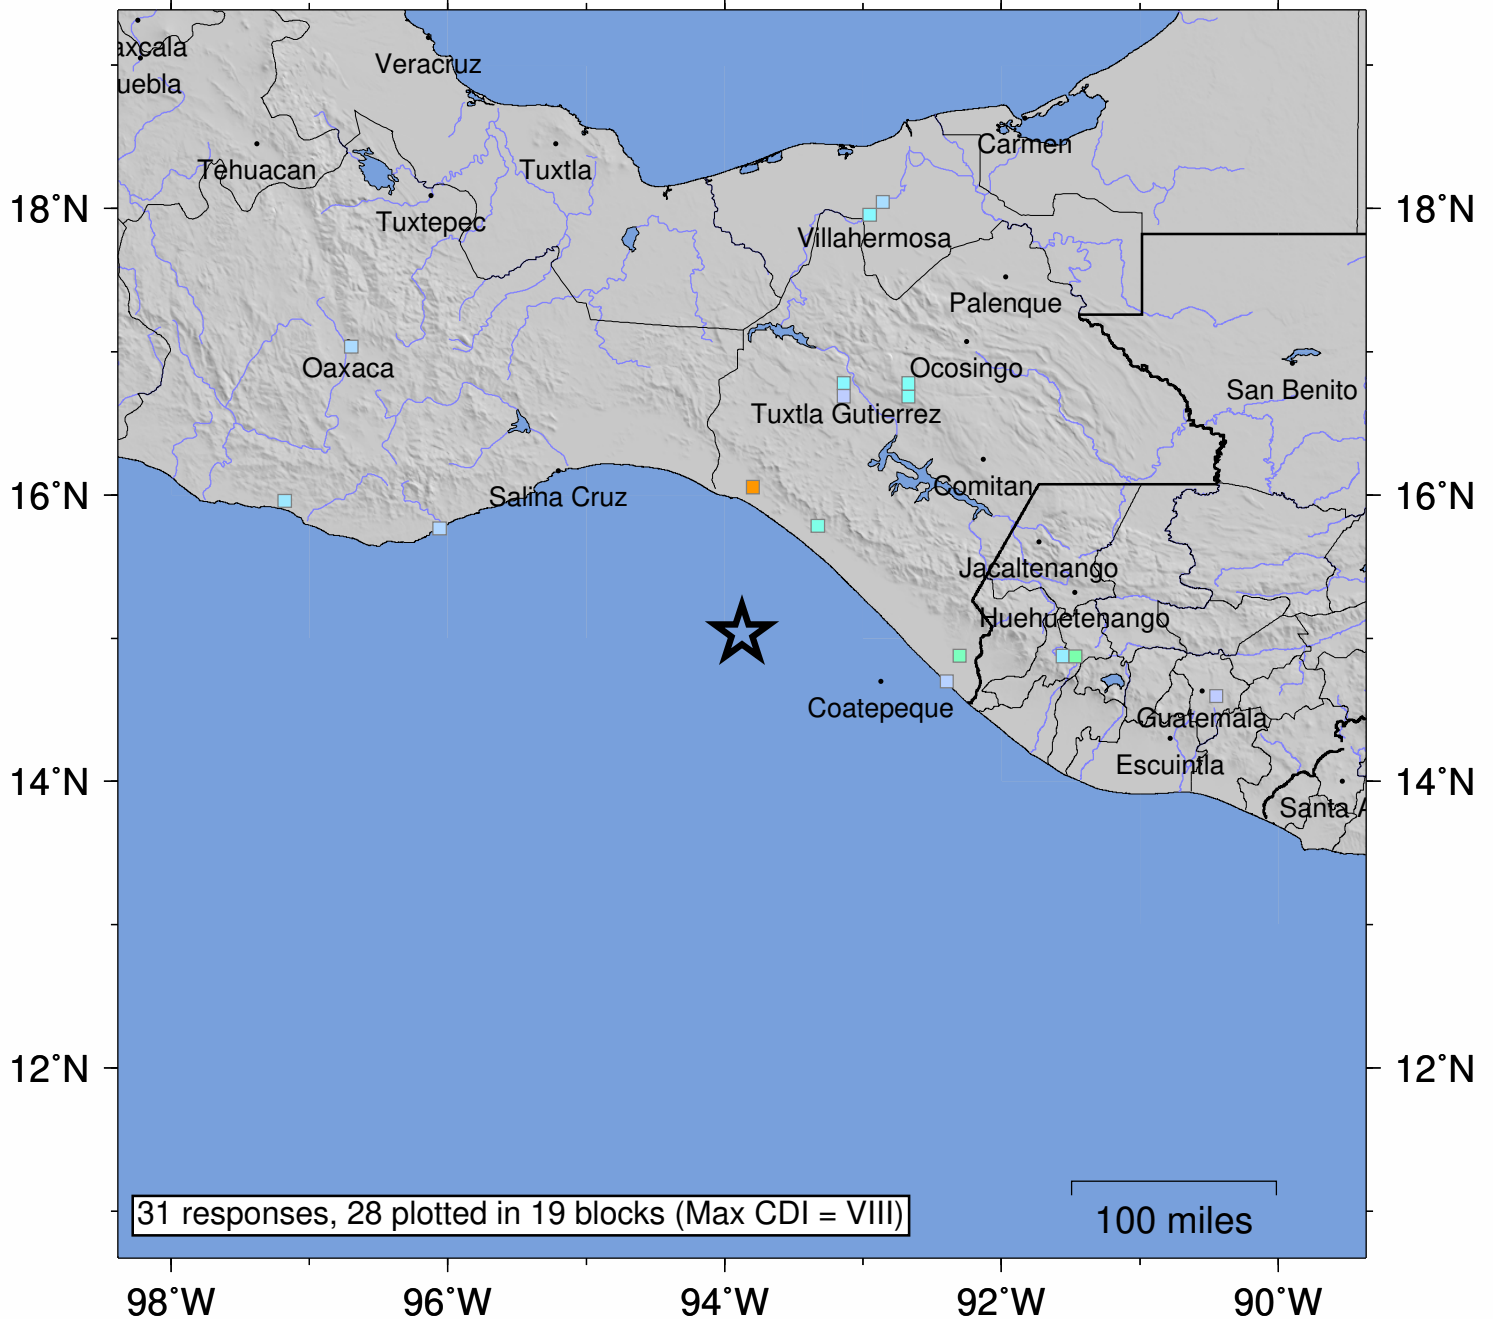 axcala
uebla
Veracruz
Tehuacan
Tuxtla
Carmen
Tuxtepec
18°N
18°N
Villahermosa
Palenque
Oaxaca
Ocosingo
San Benito
Tuxtla Gutierrez
16°N
Salina Cruz
Comitan
16°N
Jacaltenango
Huehuetenango
Coatepeque
Guatemala
Escuintla
14°N
14°N
Santa A
12°N
12°N
31 responses, 28 plotted in 19 blocks (Max CDI = VIII)
100 miles
98°W
96°W
94°W
92°W
90°W